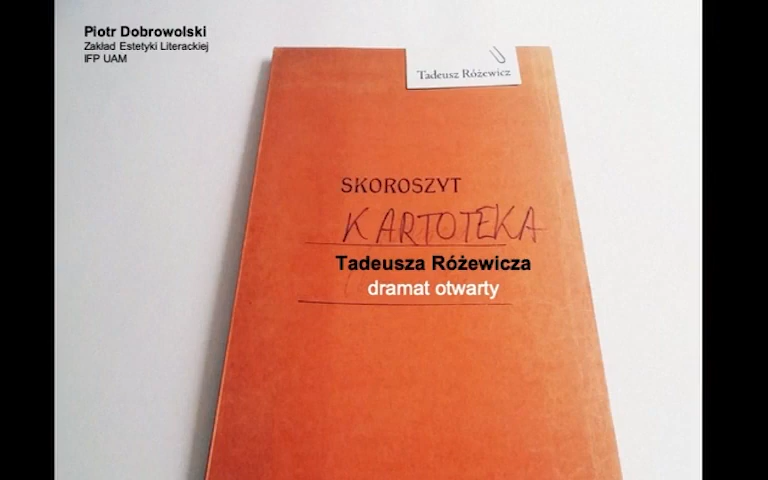 Piotr Dobrowolski
Zakład Estetyki Literackiej
IFP UAM
Tadeusz Różewicz
SKOROSZYT
KARTOTEKA
Tadeusza Różewicza
dramat otwarty